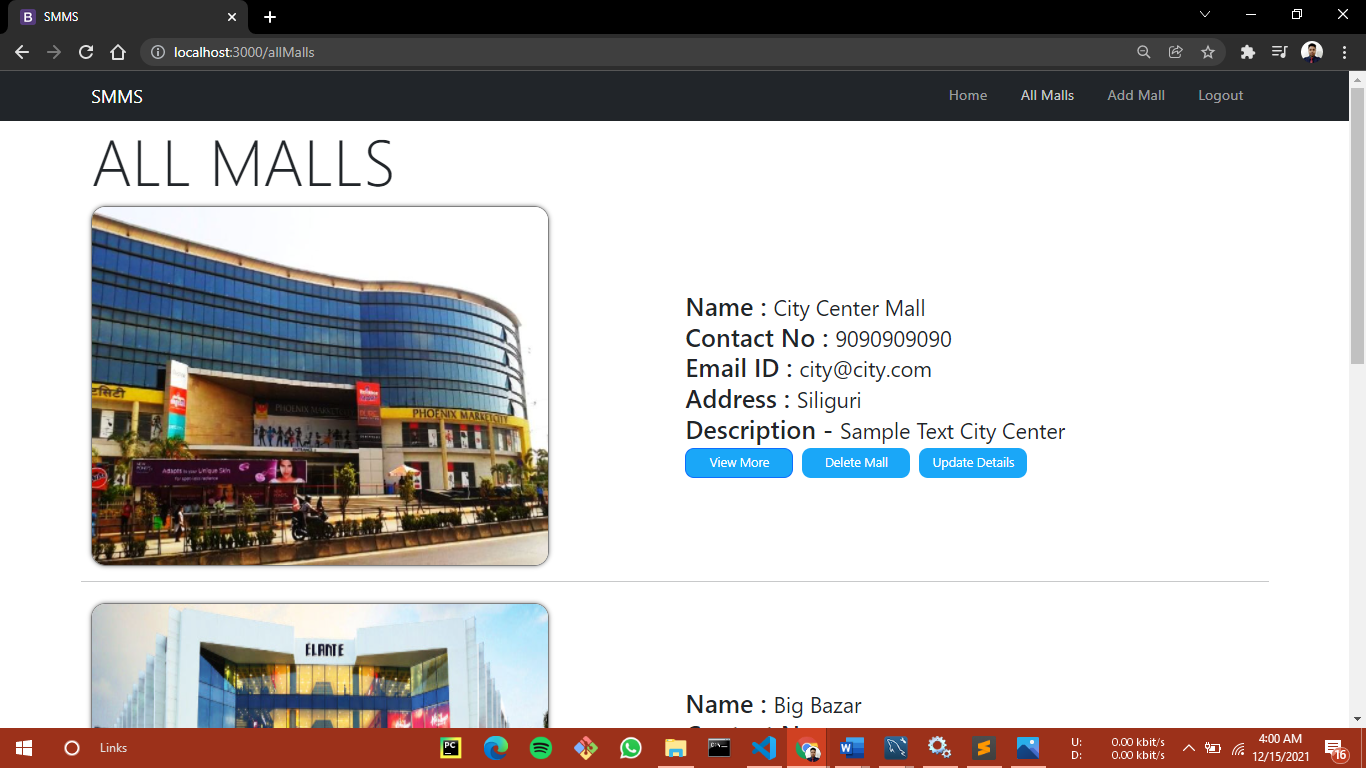 SMMS
localhost:3000/allMalls
SMMS
Home
All Malls
Add Mall
Logout
ALL MALLS
PHOENIX MARKETCITY
PHOENIX MARKETCITY
Name : City Center Mall
Contact No : 9090909090
Email ID : city@city.com
Address : Siliguri
Description - Sample Text City Center
View More
Delete Mall
Update Details
ELANTE
Name : Big Bazar
Links
PC
U: 0.00 kbit/s
D: 0.00 kbit/s
4:00 AM
12/15/2021
16